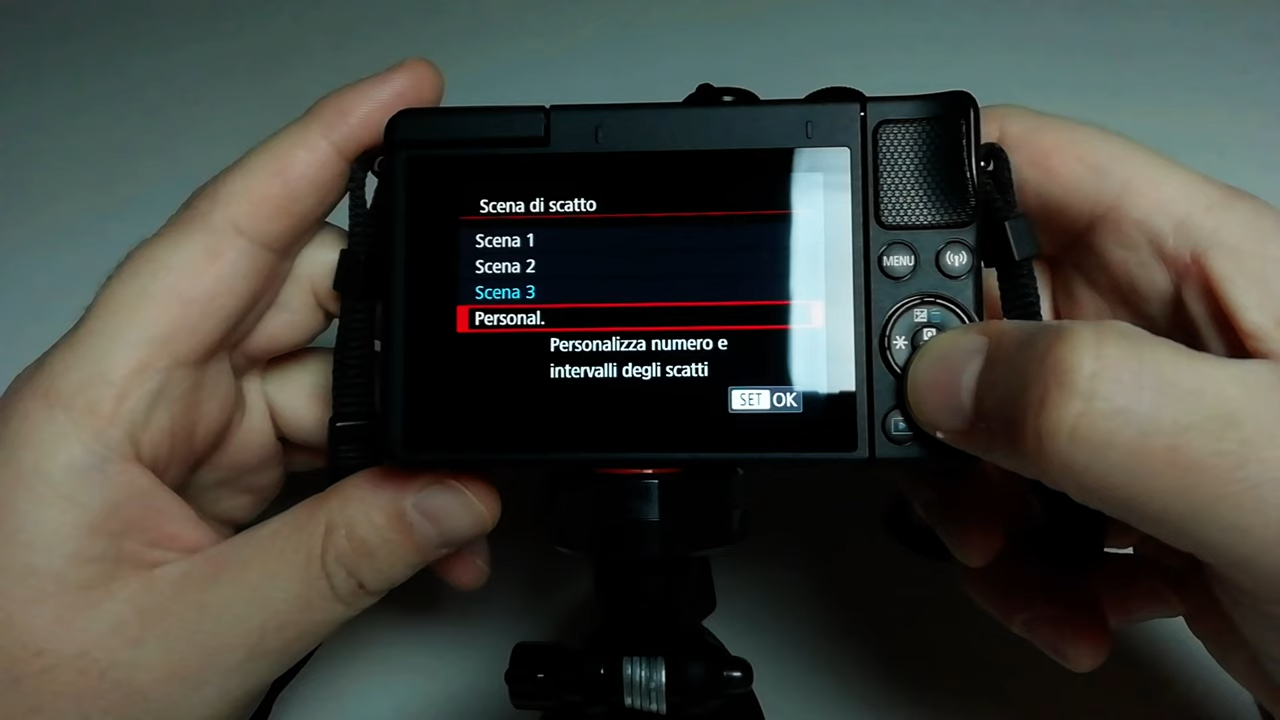 Scena di scatto
Scena 1
Scena 2
Scena 3
Personal.
Personalizza numero e
intervalli degli scatti
SET OK
MENU